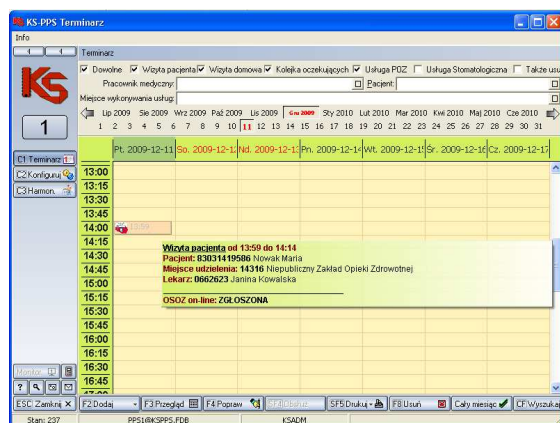 KS-PPS Terminarz
Info
Terminarz
Dowolne Wizyta pacjenta Wizyta domowa Kolejka oczekujących Usługa POZ Usługa Stomatologiczna Także usu
Pracownik medyczny: Pacjent:
Miejsce wykonywania usług:
Lip 2009 Sie 2009 Wrz 2009 Paź 2009 Lis 2009 Gru 2009 Sty 2010 Lut 2010 Mar 2010 Kwi 2010 Maj 2010 Cze 2010
1 2 3 4 5 6 7 8 9 10 11 12 13 14 15 16 17 18 19 20 21 22 23 24 25 26 27 28 29 30 31
KS
1
C1 Terminarz
C2 Konfiguruj
C3 Harmon.
Pt. 2009-12-11 So. 2009-12-12 Nd. 2009-12-13 Pn. 2009-12-14 Wt. 2009-12-15 Śr. 2009-12-16 Cz. 2009-12-17
13:00
13:15
13:30
13:45
14:00 13:59
14:15
14:30
14:45
15:00
15:15
15:30
15:45
16:00
16:15
16:30
16:45
Wizyta pacjenta od 13:59 do 14:14
Pacjent: 83031419586 Nowak Maria
Miejsce udzielenia: 14316 Niepubliczny Zakład Opieki Zdrowotnej
Lekarz: 0662623 Janina Kowalska
OSOZ on-line: ZGŁOSZONA
ESC Zamknij F2 Dodaj F3 Przegląd F4 Popraw SF5 Drukuj F8 Usuń Cały miesiąc CF Wyszukaj
Stan: 237 PPS1@KSPPS.FDB KSADM